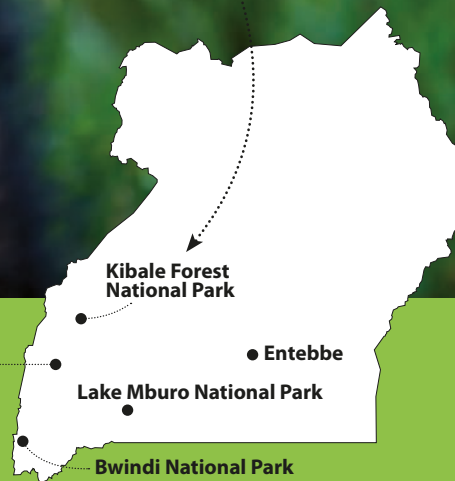 Kibale Forest
National Park
Entebbe
Lake Mburo National Park
Bwindi National Park